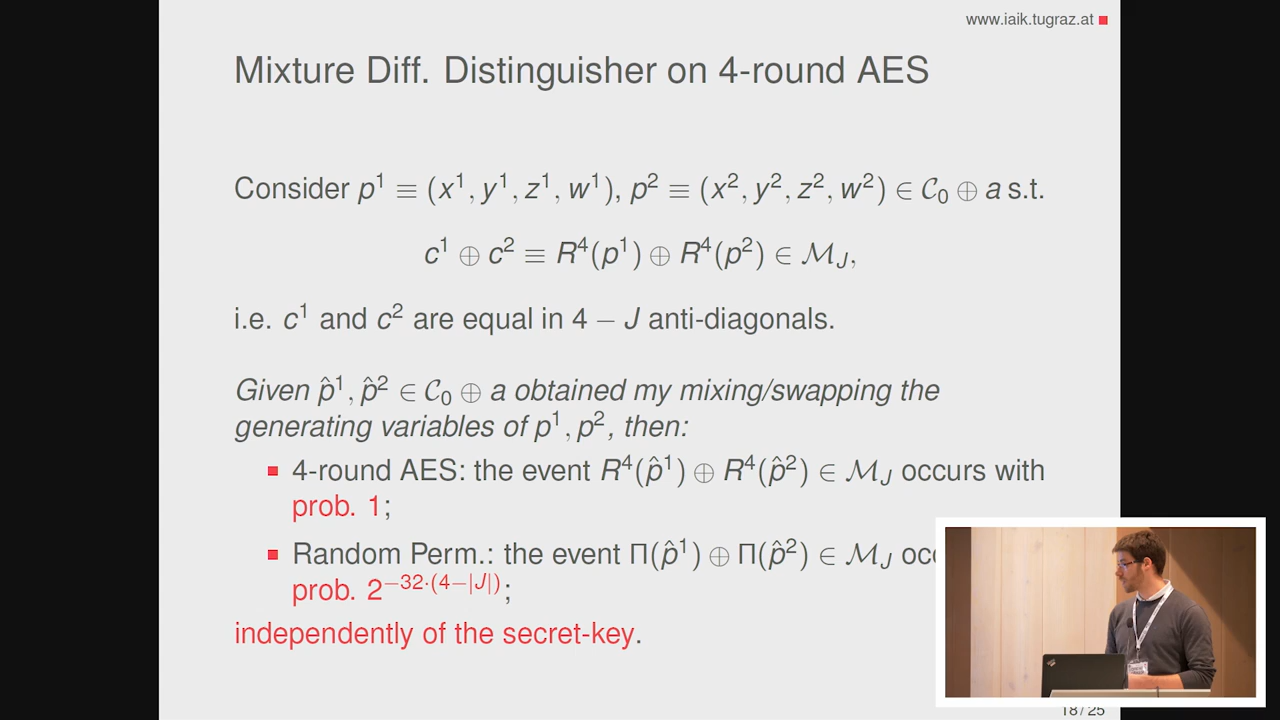 www.iaik.tugraz.at
Mixture Diff. Distinguisher on 4-round AES
Consider p¹ ≡ (x¹, y¹, z¹, w¹), p² ≡ (x², y², z², w²) ∈ 𝒞₀ ⊕ a s.t.
c¹ ⊕ c² ≡ R⁴(p¹) ⊕ R⁴(p²) ∈ ℳ_J,
i.e. c¹ and c² are equal in 4 − J anti-diagonals.
Given p̂¹, p̂² ∈ 𝒞₀ ⊕ a obtained my mixing/swapping the
generating variables of p¹, p², then:
4-round AES: the event R⁴(p̂¹) ⊕ R⁴(p̂²) ∈ ℳ_J occurs with
prob. 1;
Random Perm.: the event Π(p̂¹) ⊕ Π(p̂²) ∈ ℳ_J
prob. 2^{−32·(4−|J|)};
independently of the secret-key.
18/25